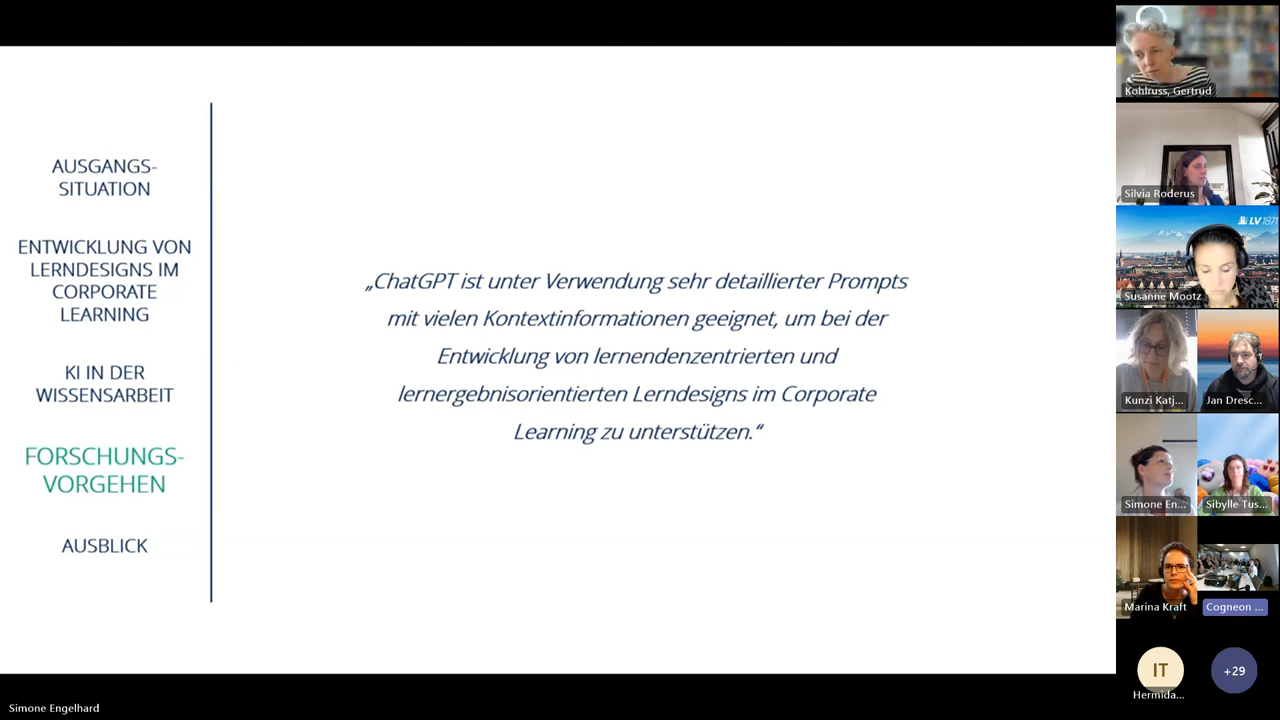 AUSGANGS-
SITUATION
ENTWICKLUNG VON
LERNDESIGNS IM
CORPORATE
LEARNING
KI IN DER
WISSENSARBEIT
FORSCHUNGS-
VORGEHEN
AUSBLICK
„ChatGPT ist unter Verwendung sehr detaillierter Prompts
mit vielen Kontextinformationen geeignet, um bei der
Entwicklung von lernendenzentrierten und
lernergebnisorientierten Lerndesigns im Corporate
Learning zu unterstützen.“
Kohlruss, Gertrud
Silvia Roderus
LV 1871
Susanne Mootz
Kunzi Katj...
Jan Dresc...
Simone En...
Sibylle Tus...
Marina Kraft
Cogneon ...
IT
+29
Hermida...
Simone Engelhard